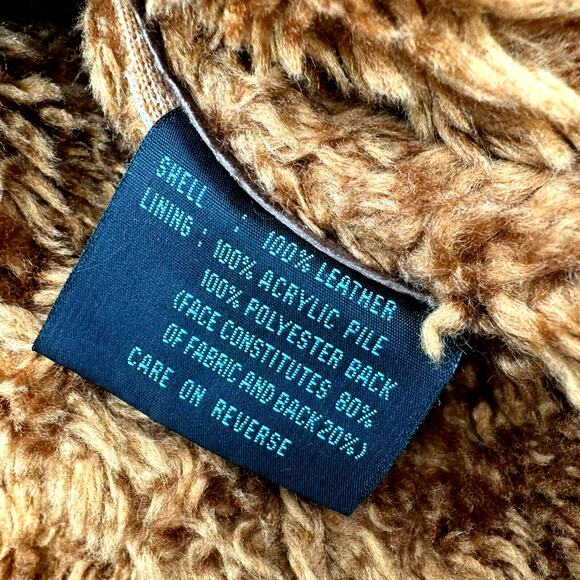 SHELL : 100% LEATHER
LINING : 100% ACRYLIC PILE
100% POLYESTER BACK
(FACE CONSTITUTES 80%
OF FABRIC AND BACK 20%)
CARE ON REVERSE